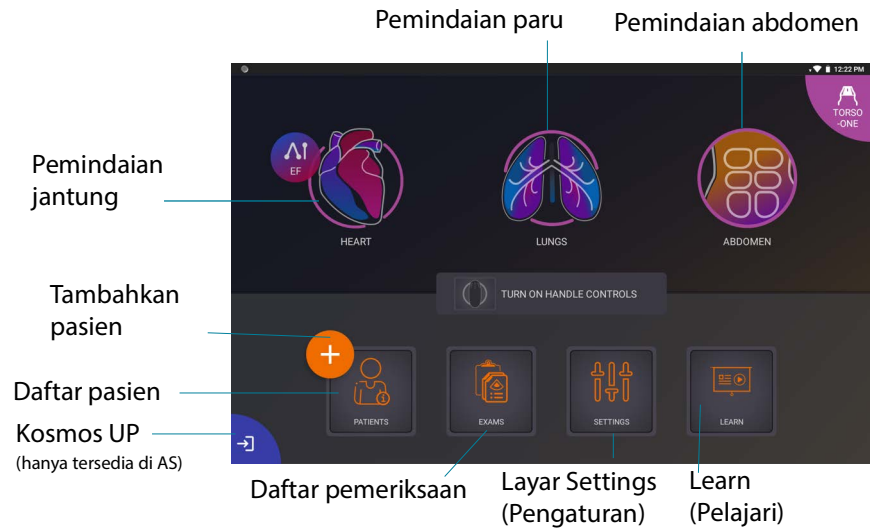 Pemindaian paru
Pemindaian abdomen
12:22 PM
TORSO
-ONE
AI
EF
Pemindaian
jantung
HEART
LUNGS
ABDOMEN
TURN ON HANDLE CONTROLS
Tambahkan
pasien
Daftar pasien
PATIENTS
EXAMS
SETTINGS
LEARN
Kosmos UP
(hanya tersedia di AS)
Daftar pemeriksaan
Layar Settings
(Pengaturan)
Learn
(Pelajari)